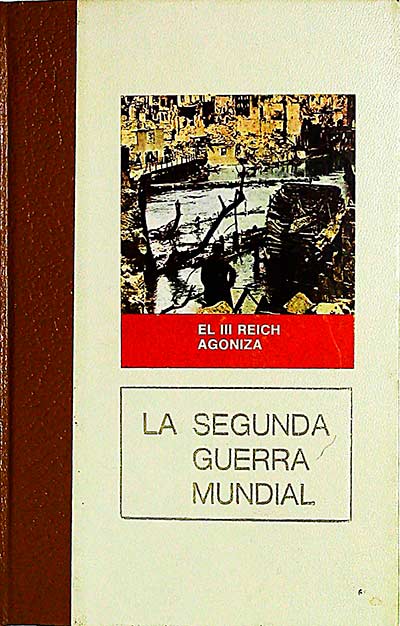 EL III REICH
AGONIZA
LA SEGUNDA
GUERRA
MUNDIAL